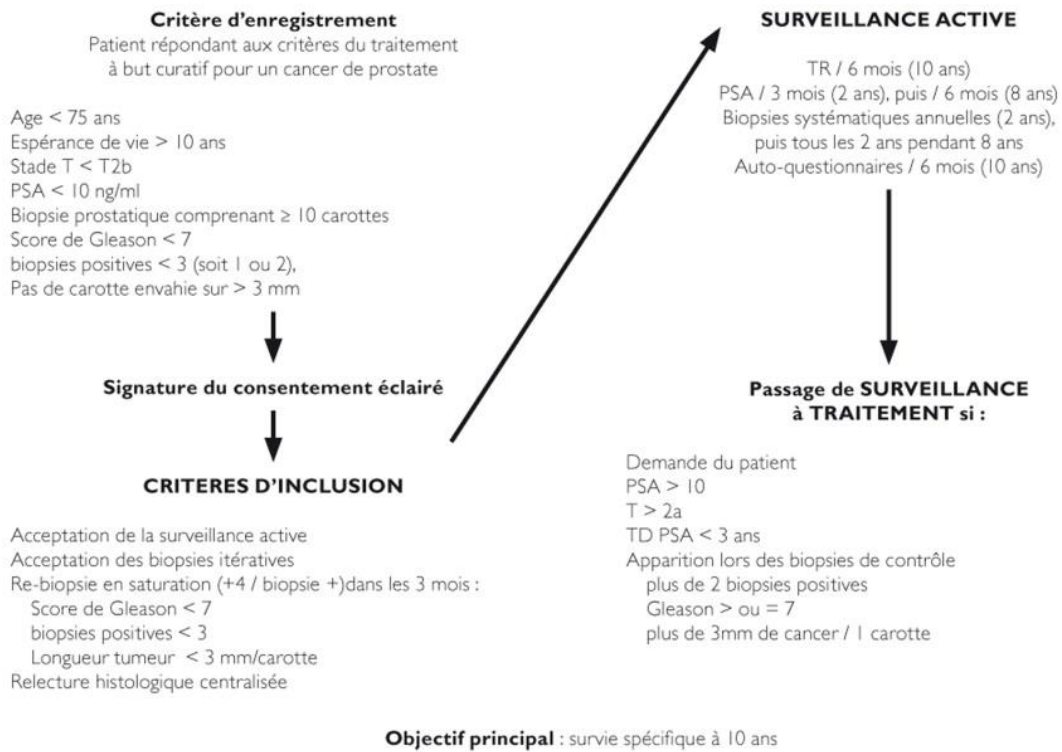 Critère d'enregistrement
Patient répondant aux critères du traitement
à but curatif pour un cancer de prostate
Age < 75 ans
Espérance de vie > 10 ans
Stade T < T2b
PSA < 10 ng/ml
Biopsie prostatique comprenant ≥ 10 carottes
Score de Gleason < 7
biopsies positives < 3 (soit 1 ou 2),
Pas de carotte envahie sur > 3 mm
Signature du consentement éclairé
CRITERES D'INCLUSION
Acceptation de la surveillance active
Acceptation des biopsies itératives
Re-biopsie en saturation (+4 / biopsie +)dans les 3 mois :
Score de Gleason < 7
biopsies positives < 3
Longueur tumeur < 3 mm/carotte
Relecture histologique centralisée
SURVEILLANCE ACTIVE
TR / 6 mois (10 ans)
PSA / 3 mois (2 ans), puis / 6 mois (8 ans)
Biopsies systématiques annuelles (2 ans),
puis tous les 2 ans pendant 8 ans
Auto-questionnaires / 6 mois (10 ans)
Passage de SURVEILLANCE
à TRAITEMENT si :
Demande du patient
PSA > 10
T > 2a
TD PSA < 3 ans
Apparition lors des biopsies de contrôle
plus de 2 biopsies positives
Gleason > ou = 7
plus de 3mm de cancer / 1 carotte
Objectif principal : survie spécifique à 10 ans